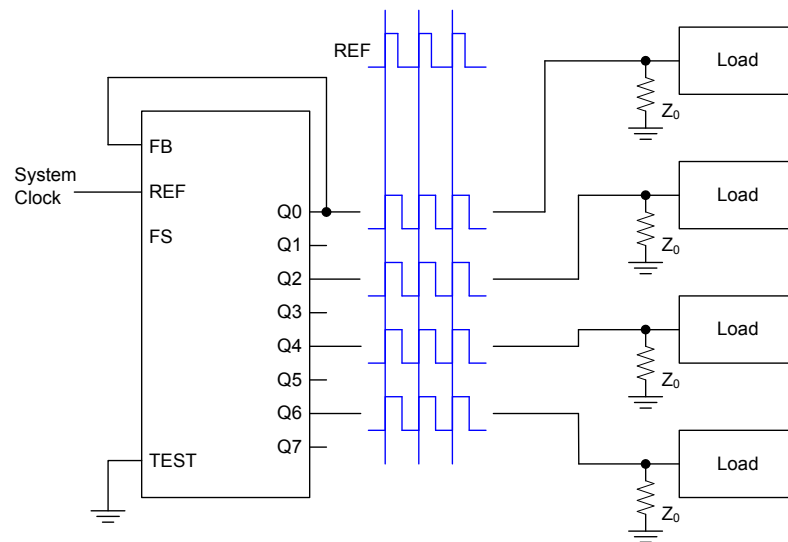 REF
Load
Z0
FB
System
Clock
REF
FS
Q0
Q1
Q2
Q3
Q4
Q5
Q6
Q7
TEST
Load
Z0
Load
Z0
Load
Z0